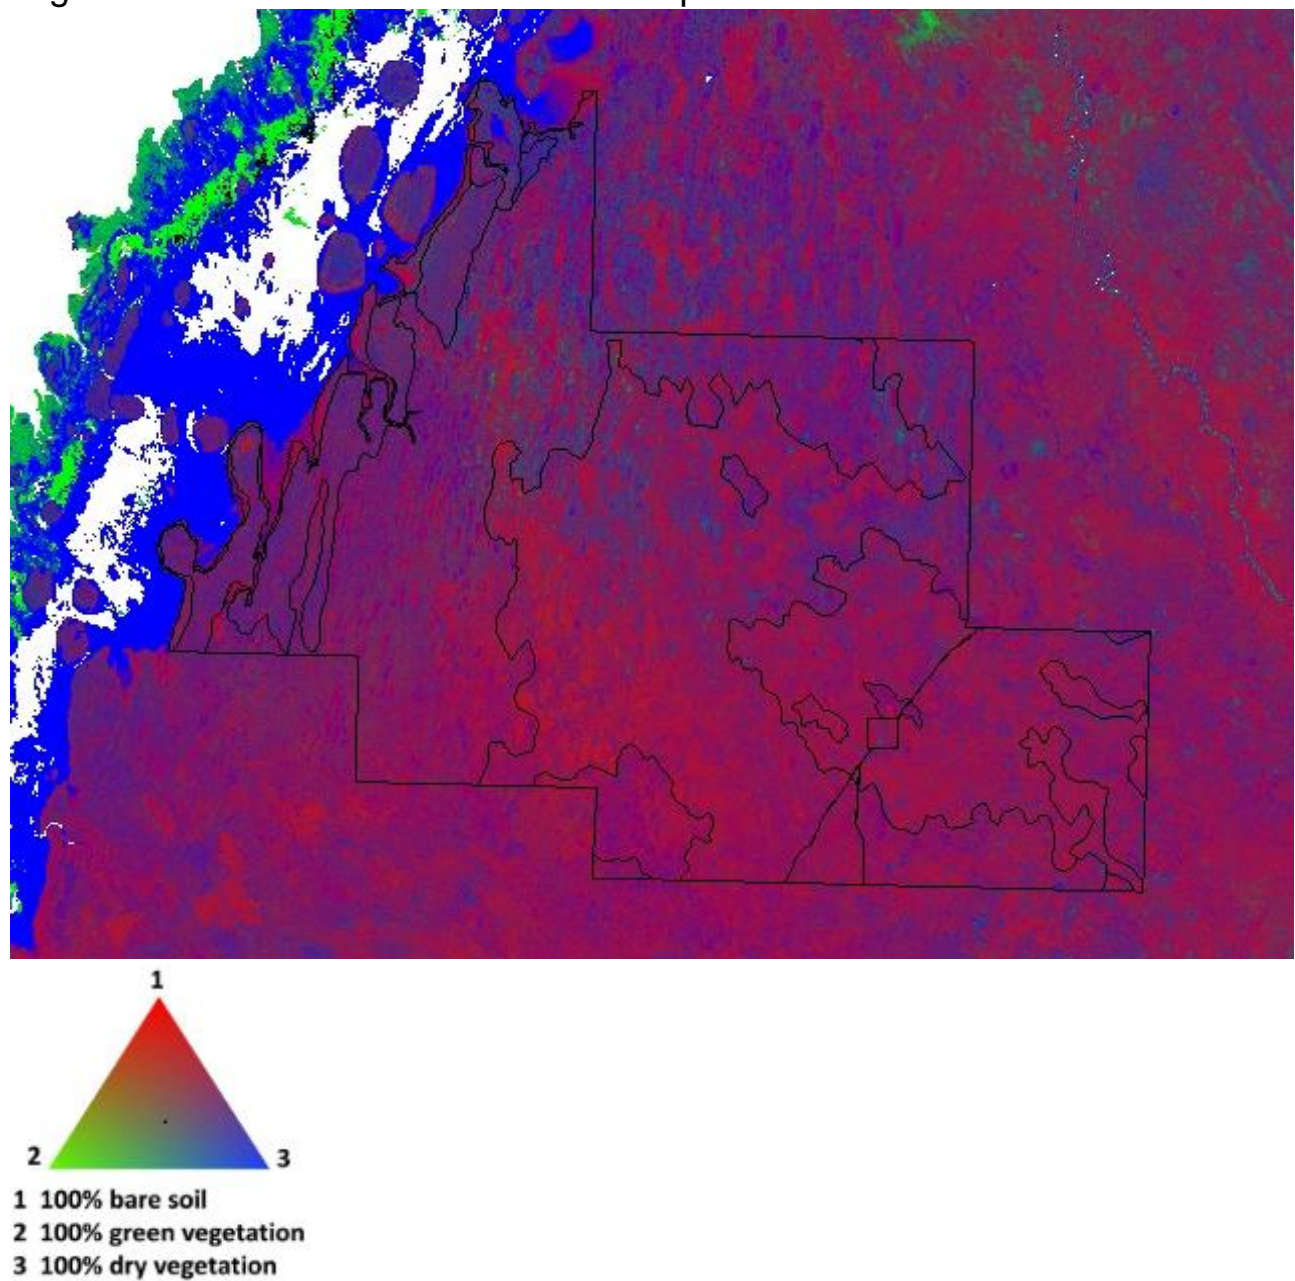 1
2
3
1 100% bare soil
2 100% green vegetation
3 100% dry vegetation